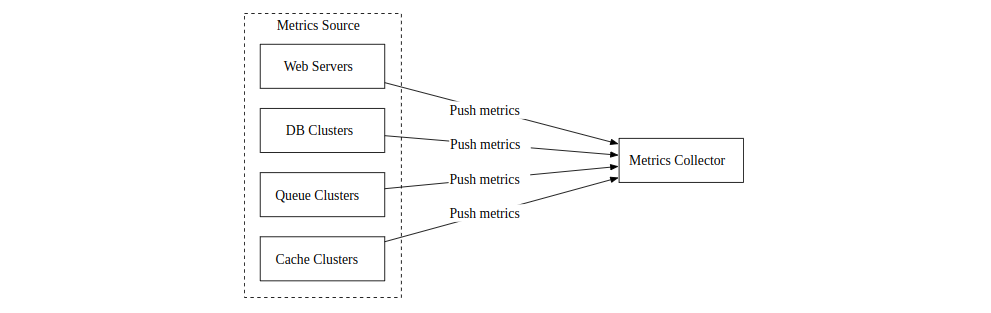 Metrics Source
Web Servers
DB Clusters
Queue Clusters
Cache Clusters
Push metrics
Push metrics
Push metrics
Push metrics
Metrics Collector